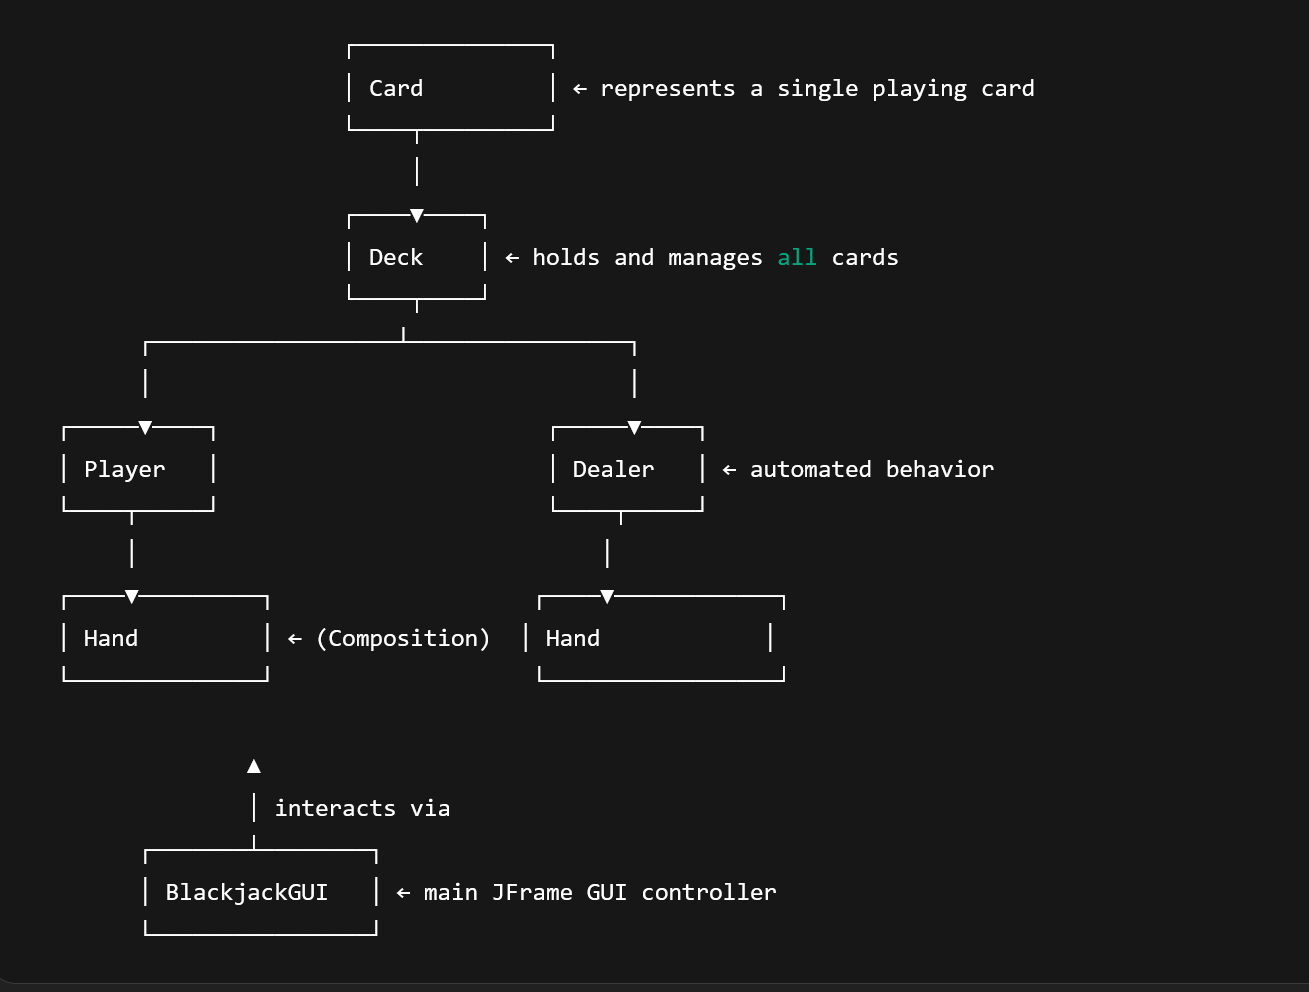 Card ← represents a single playing card
Deck ← holds and manages all cards
Player Dealer ← automated behavior
Hand ← (Composition) Hand
interacts via
BlackjackGUI ← main JFrame GUI controller